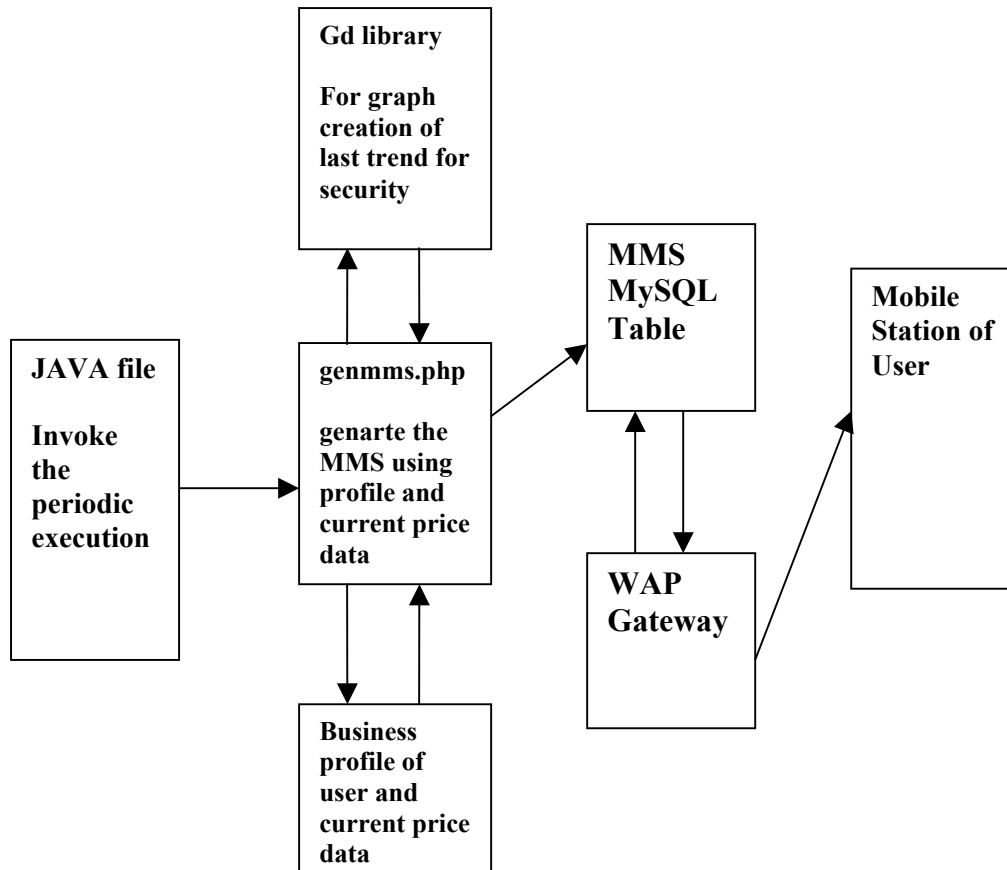 Gd library
For graph
creation of
last trend for
security
MMS
MySQL
Table
Mobile
Station of
User
JAVA file
Invoke
the
periodic
execution
genmms.php
genarte the
MMS using
profile and
current price
data
WAP
Gateway
Business
profile of
user and
current price
data